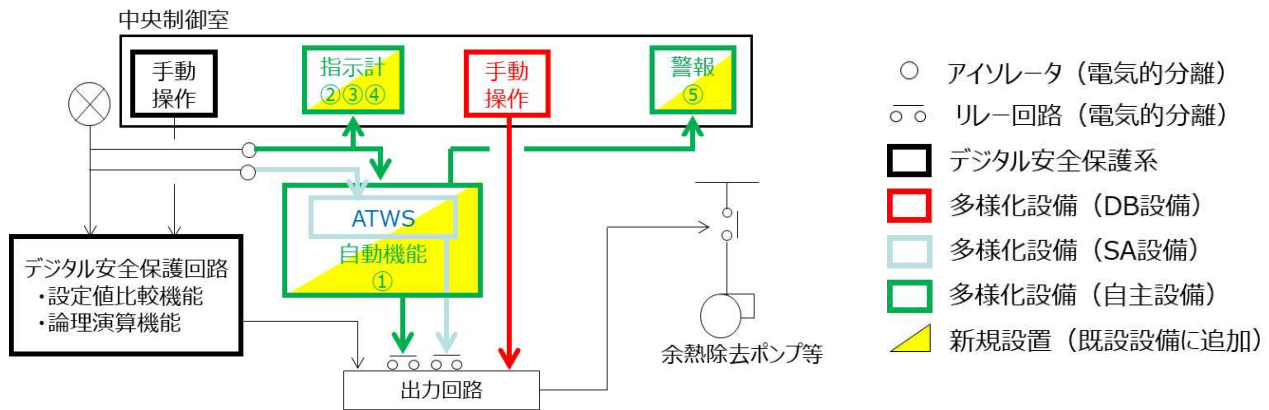 中央制御室
手動
操作
指示計
②③④
手動
操作
警報
⑤
ATWS
自動機能
①
デジタル安全保護回路
・設定値比較機能
・論理演算機能
出力回路
余熱除去ポンプ等
アイソレータ（電気的分離）
リレー回路（電気的分離）
デジタル安全保護系
多様化設備（DB設備）
多様化設備（SA設備）
多様化設備（自主設備）
新規設置（既設設備に追加）